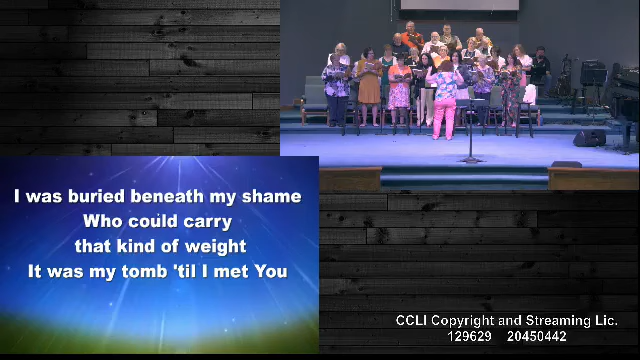 I was buried beneath my shame
Who could carry
that kind of weight
It was my tomb 'til I met You
CCLI Copyright and Streaming Lic.
129629 20450442